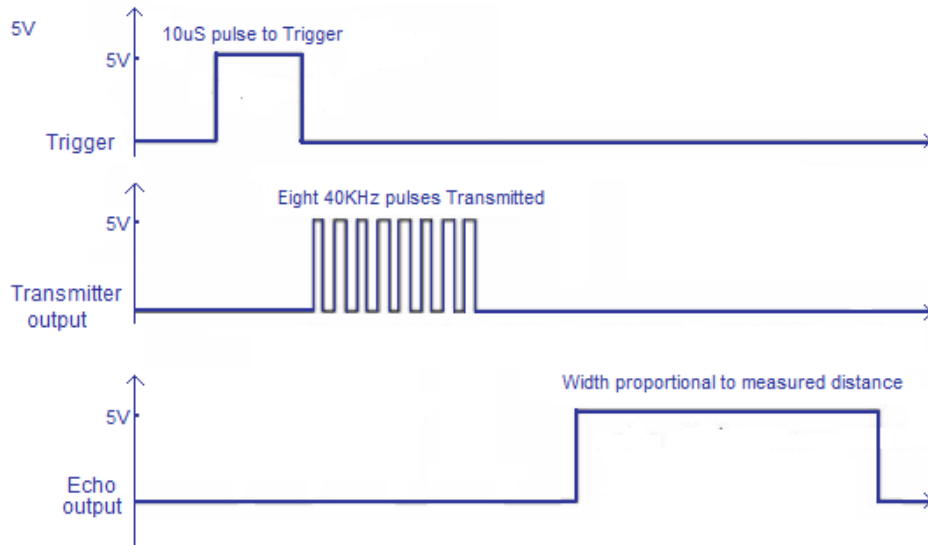 5V
10uS pulse to Trigger
5V
Trigger
Eight 40KHz pulses Transmitted
5V
Transmitter
output
Width proportional to measured distance
5V
Echo
output